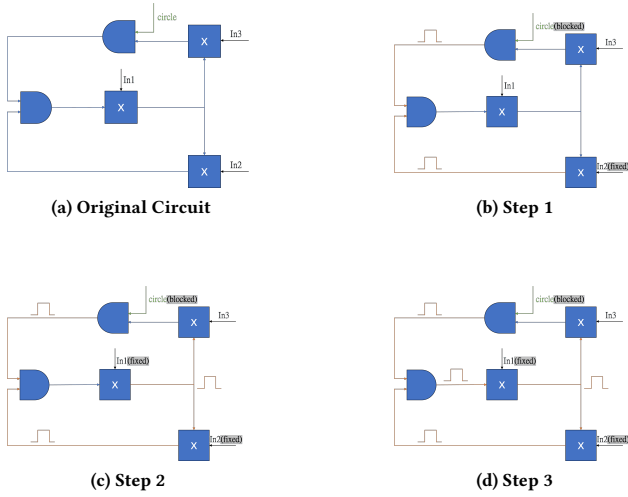 circle
X
In3
In1
X
X
In2
(a) Original Circuit
circle(blocked)
X
In3
In1
X
X
In2(fixed)
(b) Step 1
circle(blocked)
X
In3
In1(fixed)
X
X
In2(fixed)
(c) Step 2
circle(blocked)
X
In3
In1(fixed)
X
X
In2(fixed)
(d) Step 3